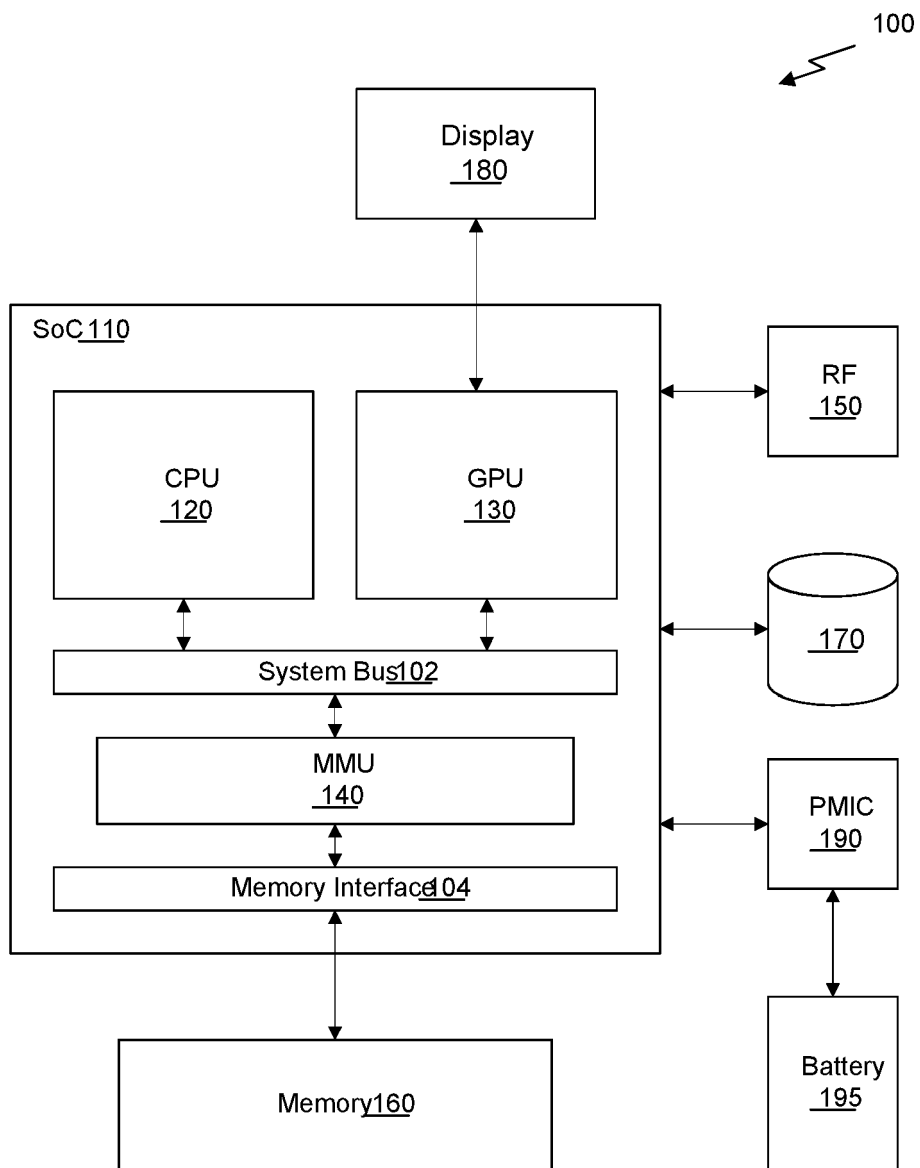 100
Display
180
SoC 110
RF
150
CPU
120
GPU
130
170
System Bus 102
MMU
140
PMIC
190
Memory Interface 104
Battery
195
Memory 160